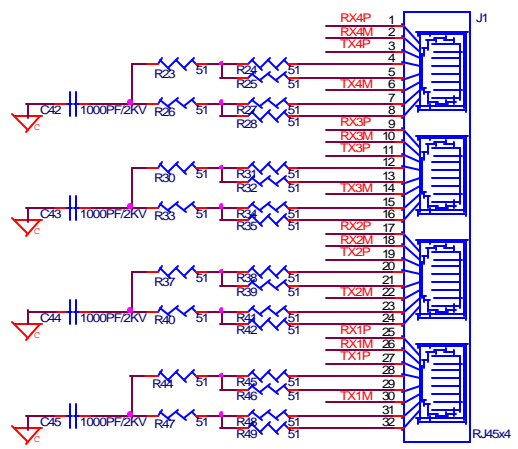 J1
RX4P 1
RX4M 2
TX4P 3
4
R23 51 R24 51
5
R25 51
TX4M 6
7
C42 1000PF/2KV R26 51 R27 51
8
R28 51
C
RX3P 9
RX3M 10
TX3P 11
12
R30 51 R31 51
13
R32 51
TX3M 14
15
C43 1000PF/2KV R33 51 R34 51
16
R35 51
C
RX2P 17
RX2M 18
TX2P 19
20
R37 51 R38 51
21
R39 51
TX2M 22
23
C44 1000PF/2KV R40 51 R41 51
24
R42 51
C
RX1P 25
RX1M 26
TX1P 27
28
R44 51 R45 51
29
R46 51
TX1M 30
31
C45 1000PF/2KV R47 51 R48 51
32
R49 51
C
RJ45x4